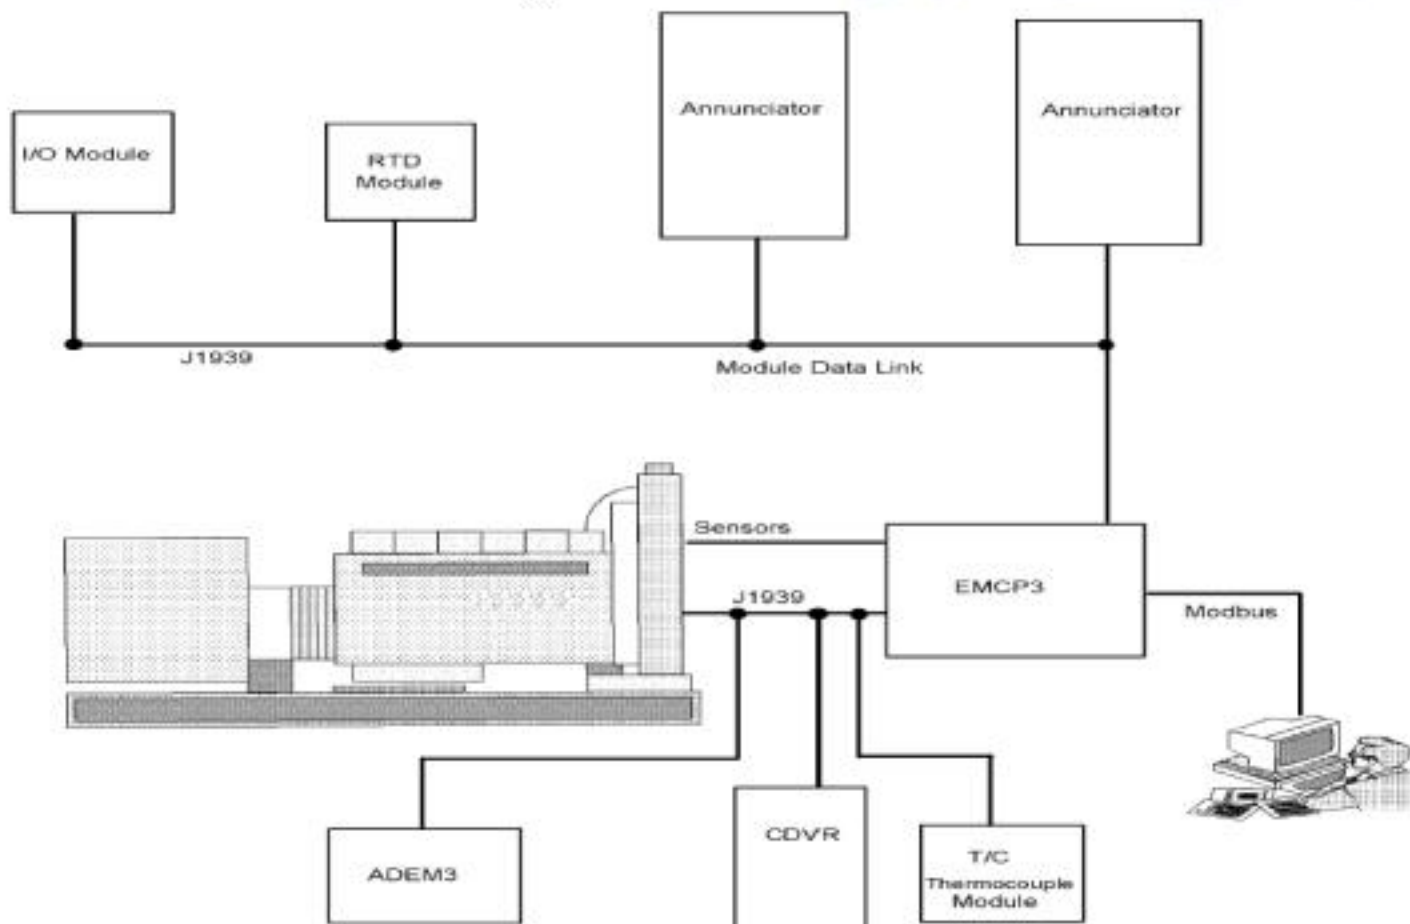 Annunciator
Annunciator
I/O Module
RTD
Module
J1939
Module Data Link
Sensors
EMCP3
J1939
Modbus
CDVR
ADEM3
T/C
Thermocouple
Module